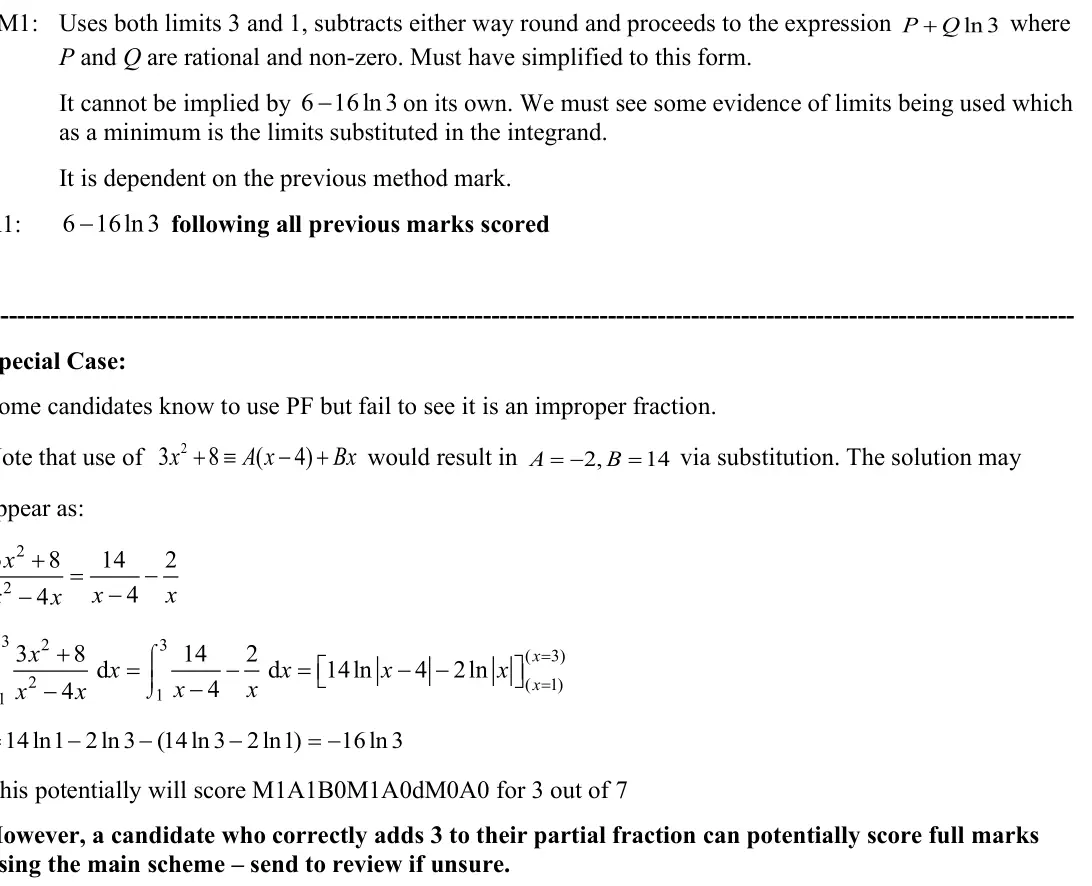 M1: Uses both limits 3 and 1, subtracts either way round and proceeds to the expression P + Q ln 3 where
P and Q are rational and non-zero. Must have simplified to this form.
It cannot be implied by 6 − 16 ln 3 on its own. We must see some evidence of limits being used which
as a minimum is the limits substituted in the integrand.
It is dependent on the previous method mark.
1: 6 − 16 ln 3 following all previous marks scored
pecial Case:
ome candidates know to use PF but fail to see it is an improper fraction.
ote that use of 3x² + 8 ≡ A(x − 4) + Bx would result in A = −2, B = 14 via substitution. The solution may
ppear as:
x² + 8 / ² − 4x = 14 / x − 4 − 2 / x
∫₁³ 3x² + 8 / x² − 4x dx = ∫₁³ 14 / x − 4 − 2 / x dx = [14 ln |x − 4| − 2 ln |x|] (x=3) (x=1)
= 14 ln 1 − 2 ln 3 − (14 ln 3 − 2 ln 1) = −16 ln 3
his potentially will score M1A1B0M1A0dM0A0 for 3 out of 7
However, a candidate who correctly adds 3 to their partial fraction can potentially score full marks
sing the main scheme – send to review if unsure.